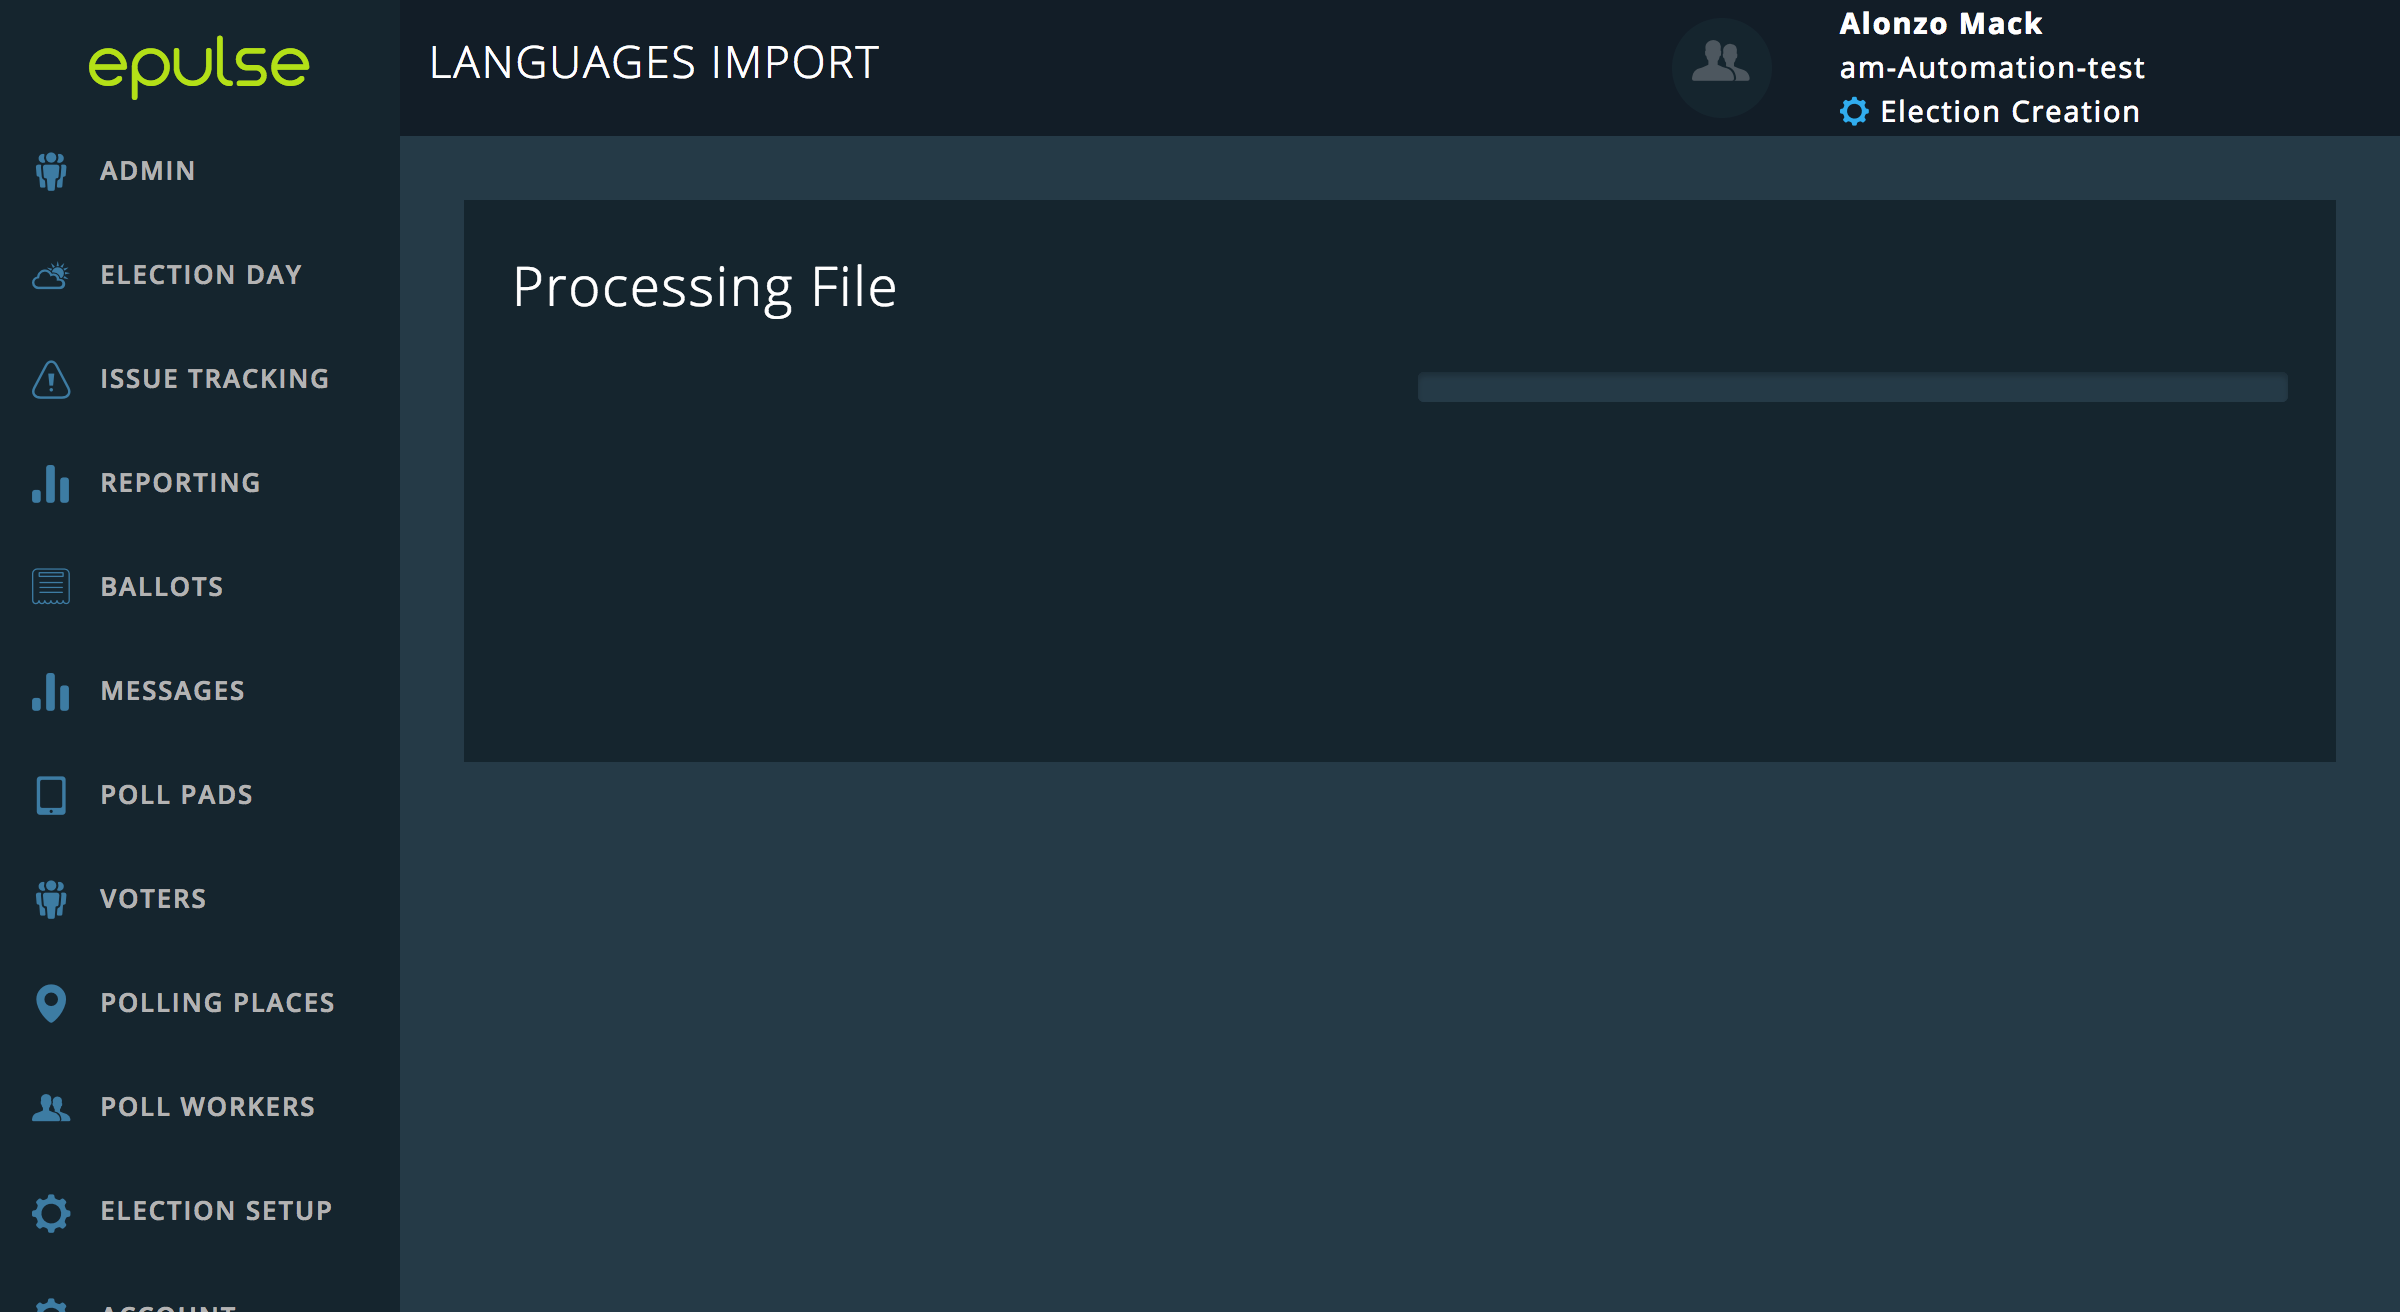 epulse
LANGUAGES IMPORT
Alonzo Mack
am-Automation-test
Election Creation
ADMIN
ELECTION DAY
ISSUE TRACKING
REPORTING
BALLOTS
MESSAGES
POLL PADS
VOTERS
POLLING PLACES
POLL WORKERS
ELECTION SETUP
ACCOUNT
Processing File